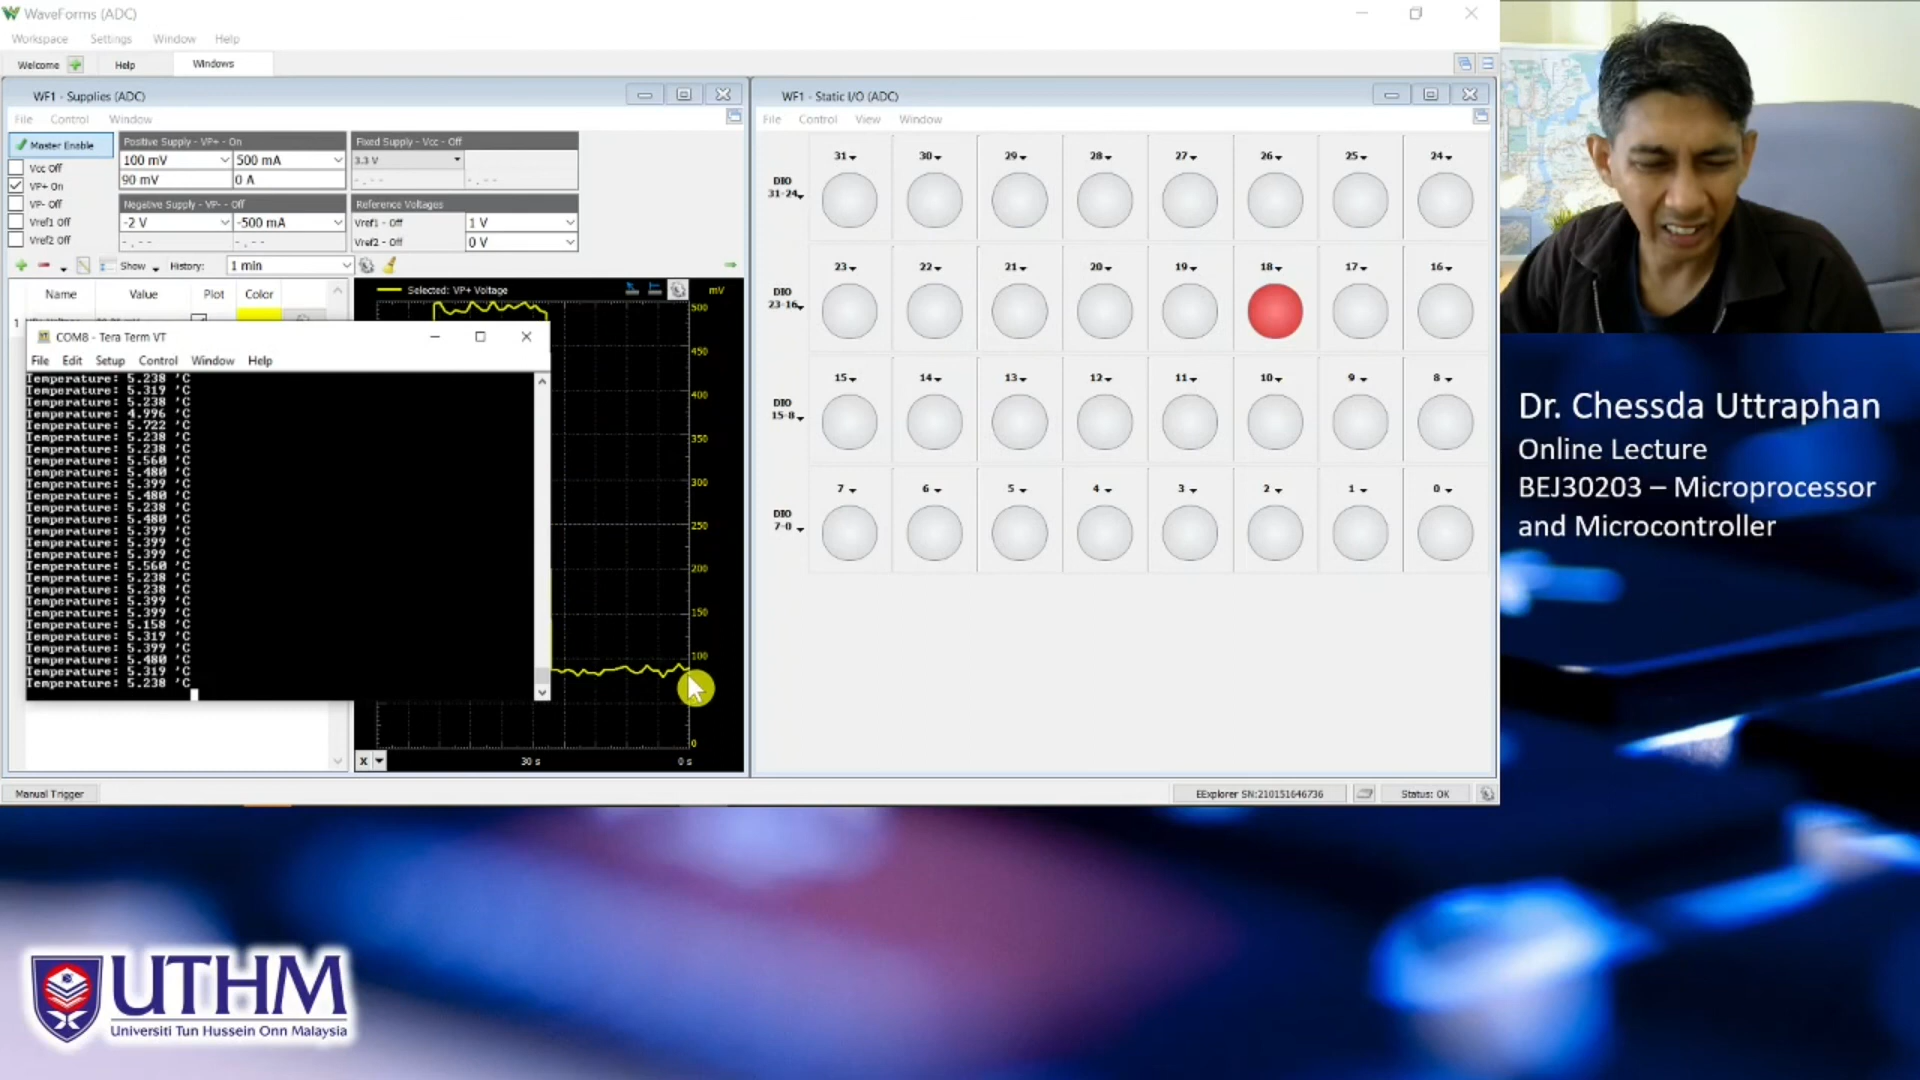 WaveForms (ADC)
Workspace Settings Window Help
Welcome Help Windows
WF1 - Supplies (ADC)
File Control Window
Master Enable
Vcc Off
VP+ On
VP- Off
Vref1 Off
Vref2 Off
Positive Supply - VP+ - On
100 mV 500 mA
90 mV 0 A
Negative Supply - VP- - Off
-2 V -500 mA
-.-- -.--
Fixed Supply - Vcc - Off
3.3 V
-.-- -.--
Reference Voltages
Vref1 - Off 1 V
Vref2 - Off 0 V
Show History: 1 min
Name Value Plot Color
1
Selected: VP+ Voltage mV
500
450
400
350
300
250
200
150
100
0
X 30 s 0 s
COM8 - Tera Term VT
File Edit Setup Control Window Help
Temperature: 5.238 'C
Temperature: 5.319 'C
Temperature: 5.238 'C
Temperature: 4.996 'C
Temperature: 5.722 'C
Temperature: 5.238 'C
Temperature: 5.238 'C
Temperature: 5.560 'C
Temperature: 5.480 'C
Temperature: 5.399 'C
Temperature: 5.480 'C
Temperature: 5.238 'C
Temperature: 5.480 'C
Temperature: 5.399 'C
Temperature: 5.399 'C
Temperature: 5.399 'C
Temperature: 5.560 'C
Temperature: 5.238 'C
Temperature: 5.238 'C
Temperature: 5.399 'C
Temperature: 5.399 'C
Temperature: 5.158 'C
Temperature: 5.319 'C
Temperature: 5.399 'C
Temperature: 5.480 'C
Temperature: 5.319 'C
Temperature: 5.238 'C
WF1 - Static I/O (ADC)
File Control View Window
31 30 29 28 27 26 25 24
DIO
31-24
23 22 21 20 19 18 17 16
DIO
23-16
15 14 13 12 11 10 9 8
DIO
15-8
7 6 5 4 3 2 1 0
DIO
7-0
Manual Trigger EExplorer SN:210151646736 Status: OK
Dr. Chessda Uttraphan
Online Lecture
BEJ30203 – Microprocessor
and Microcontroller
UTHM
Universiti Tun Hussein Onn Malaysia